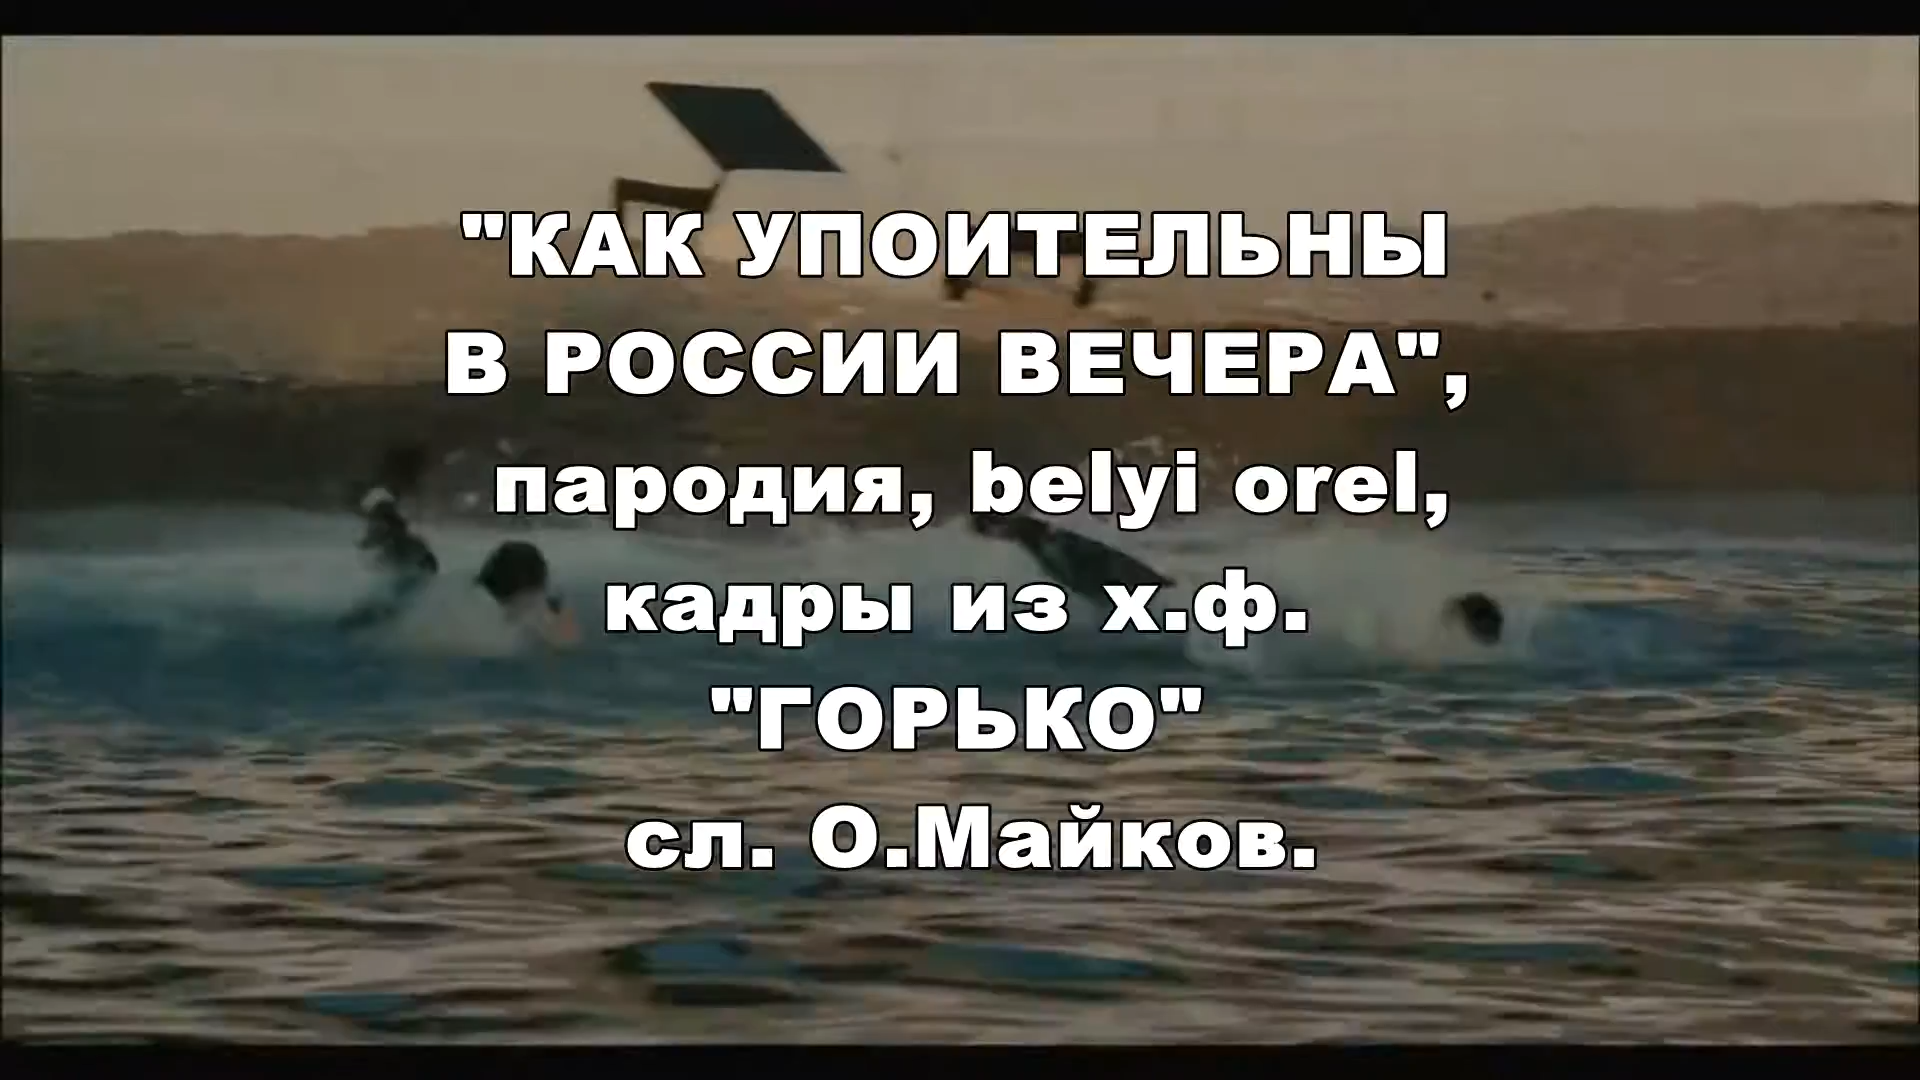 "КАК УПОИТЕЛЬНЫ
В РОССИИ ВЕЧЕРА",
пародия, belyi orel,
кадры из х.ф.
"ГОРЬКО"
сл. О.Майков.